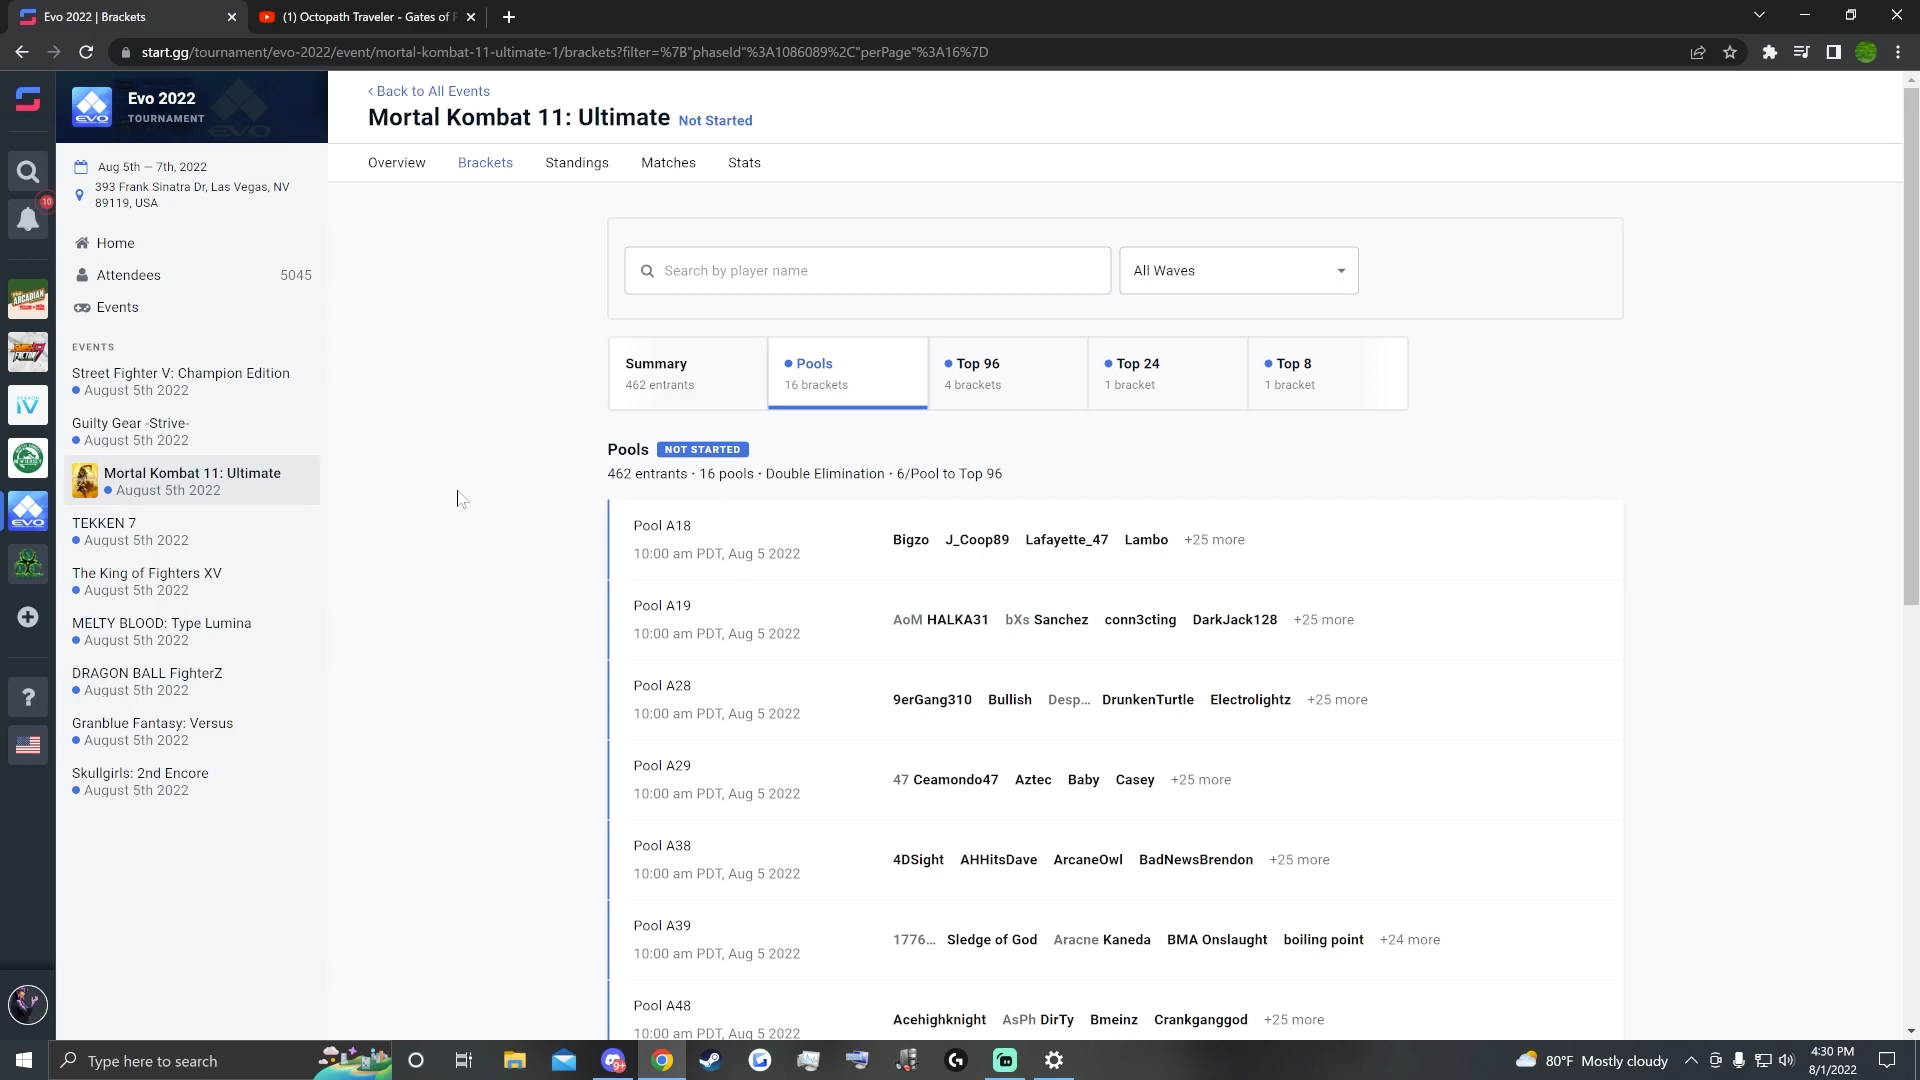 Evo 2022 | Brackets
(1) Octopath Traveler - Gates of
start.gg/tournament/evo-2022/event/mortal-kombat-11-ultimate-1/brackets?filter=%7B"phaseId"%3A1086089%2C"perPage"%3A16%7D
EVO
Evo 2022
TOURNAMENT
Aug 5th — 7th, 2022
393 Frank Sinatra Dr, Las Vegas, NV
89119, USA
10
Home
Attendees 5045
Events
EVENTS
Street Fighter V: Champion Edition
August 5th 2022
Guilty Gear -Strive-
August 5th 2022
Mortal Kombat 11: Ultimate
August 5th 2022
TEKKEN 7
August 5th 2022
The King of Fighters XV
August 5th 2022
MELTY BLOOD: Type Lumina
August 5th 2022
DRAGON BALL FighterZ
August 5th 2022
Granblue Fantasy: Versus
August 5th 2022
Skullgirls: 2nd Encore
August 5th 2022
ARCADIAN
IV
EVO
?
< Back to All Events
Mortal Kombat 11: Ultimate Not Started
Overview Brackets Standings Matches Stats
Search by player name
All Waves
Summary
462 entrants
Pools
16 brackets
Top 96
4 brackets
Top 24
1 bracket
Top 8
1 bracket
Pools NOT STARTED
462 entrants · 16 pools · Double Elimination · 6/Pool to Top 96
Pool A18
10:00 am PDT, Aug 5 2022
Bigzo J_Coop89 Lafayette_47 Lambo +25 more
Pool A19
10:00 am PDT, Aug 5 2022
AoM HALKA31 bXs Sanchez conn3cting DarkJack128 +25 more
Pool A28
10:00 am PDT, Aug 5 2022
9erGang310 Bullish Desp... DrunkenTurtle Electrolightz +25 more
Pool A29
10:00 am PDT, Aug 5 2022
47 Ceamondo47 Aztec Baby Casey +25 more
Pool A38
10:00 am PDT, Aug 5 2022
4DSight AHHitsDave ArcaneOwl BadNewsBrendon +25 more
Pool A39
10:00 am PDT, Aug 5 2022
1776... Sledge of God Aracne Kaneda BMA Onslaught boiling point +24 more
Pool A48
10:00 am PDT, Aug 5 2022
Acehighknight AsPh DirTy Bmeinz Crankganggod +25 more
Type here to search
9+
80°F Mostly cloudy
4:30 PM
8/1/2022